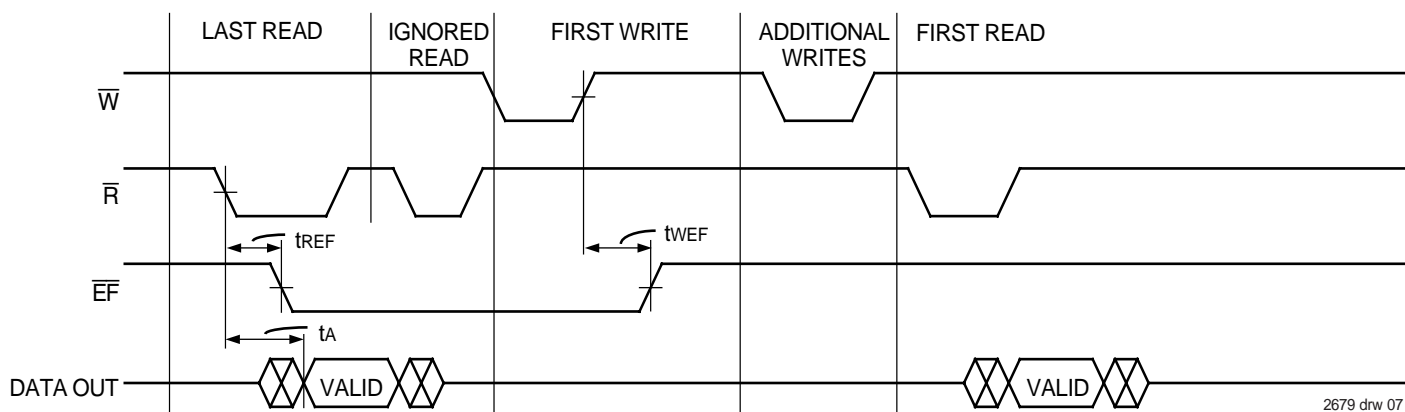 LAST READ
IGNORED
READ
FIRST WRITE
ADDITIONAL
WRITES
FIRST READ
W̅
R̅
tREF
tWEF
E̅F̅
tA
DATA OUT
VALID
VALID
2679 drw 07